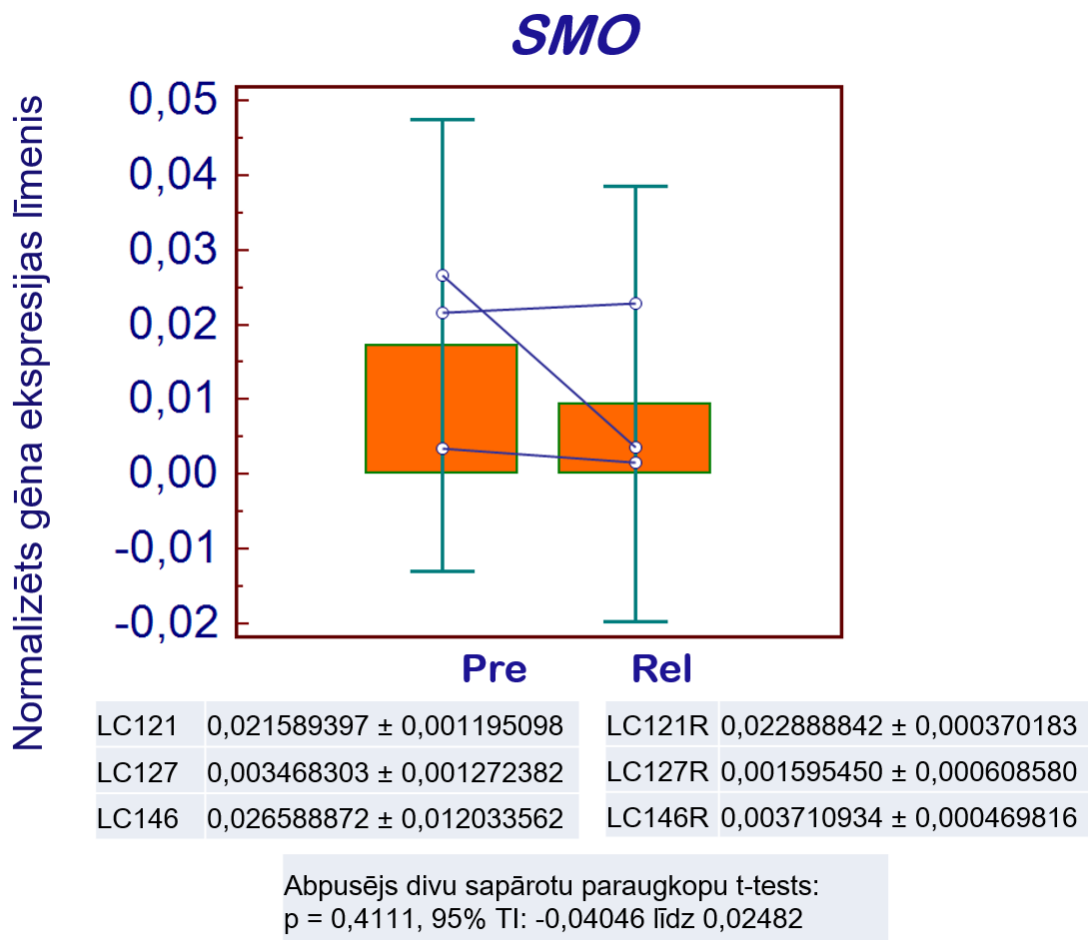 SMO
Normalizēts gēna ekspresijas līmenis
0,05
0,04
0,03
0,02
0,01
0,00
-0,01
-0,02
Pre Rel
LC121 0,021589397 ± 0,001195098
LC127 0,003468303 ± 0,001272382
LC146 0,026588872 ± 0,012033562
LC121R 0,022888842 ± 0,000370183
LC127R 0,001595450 ± 0,000608580
LC146R 0,003710934 ± 0,000469816
Abpusējs divu sapārotu paraugkopu t-tests:
p = 0,4111, 95% TI: -0,04046 līdz 0,02482